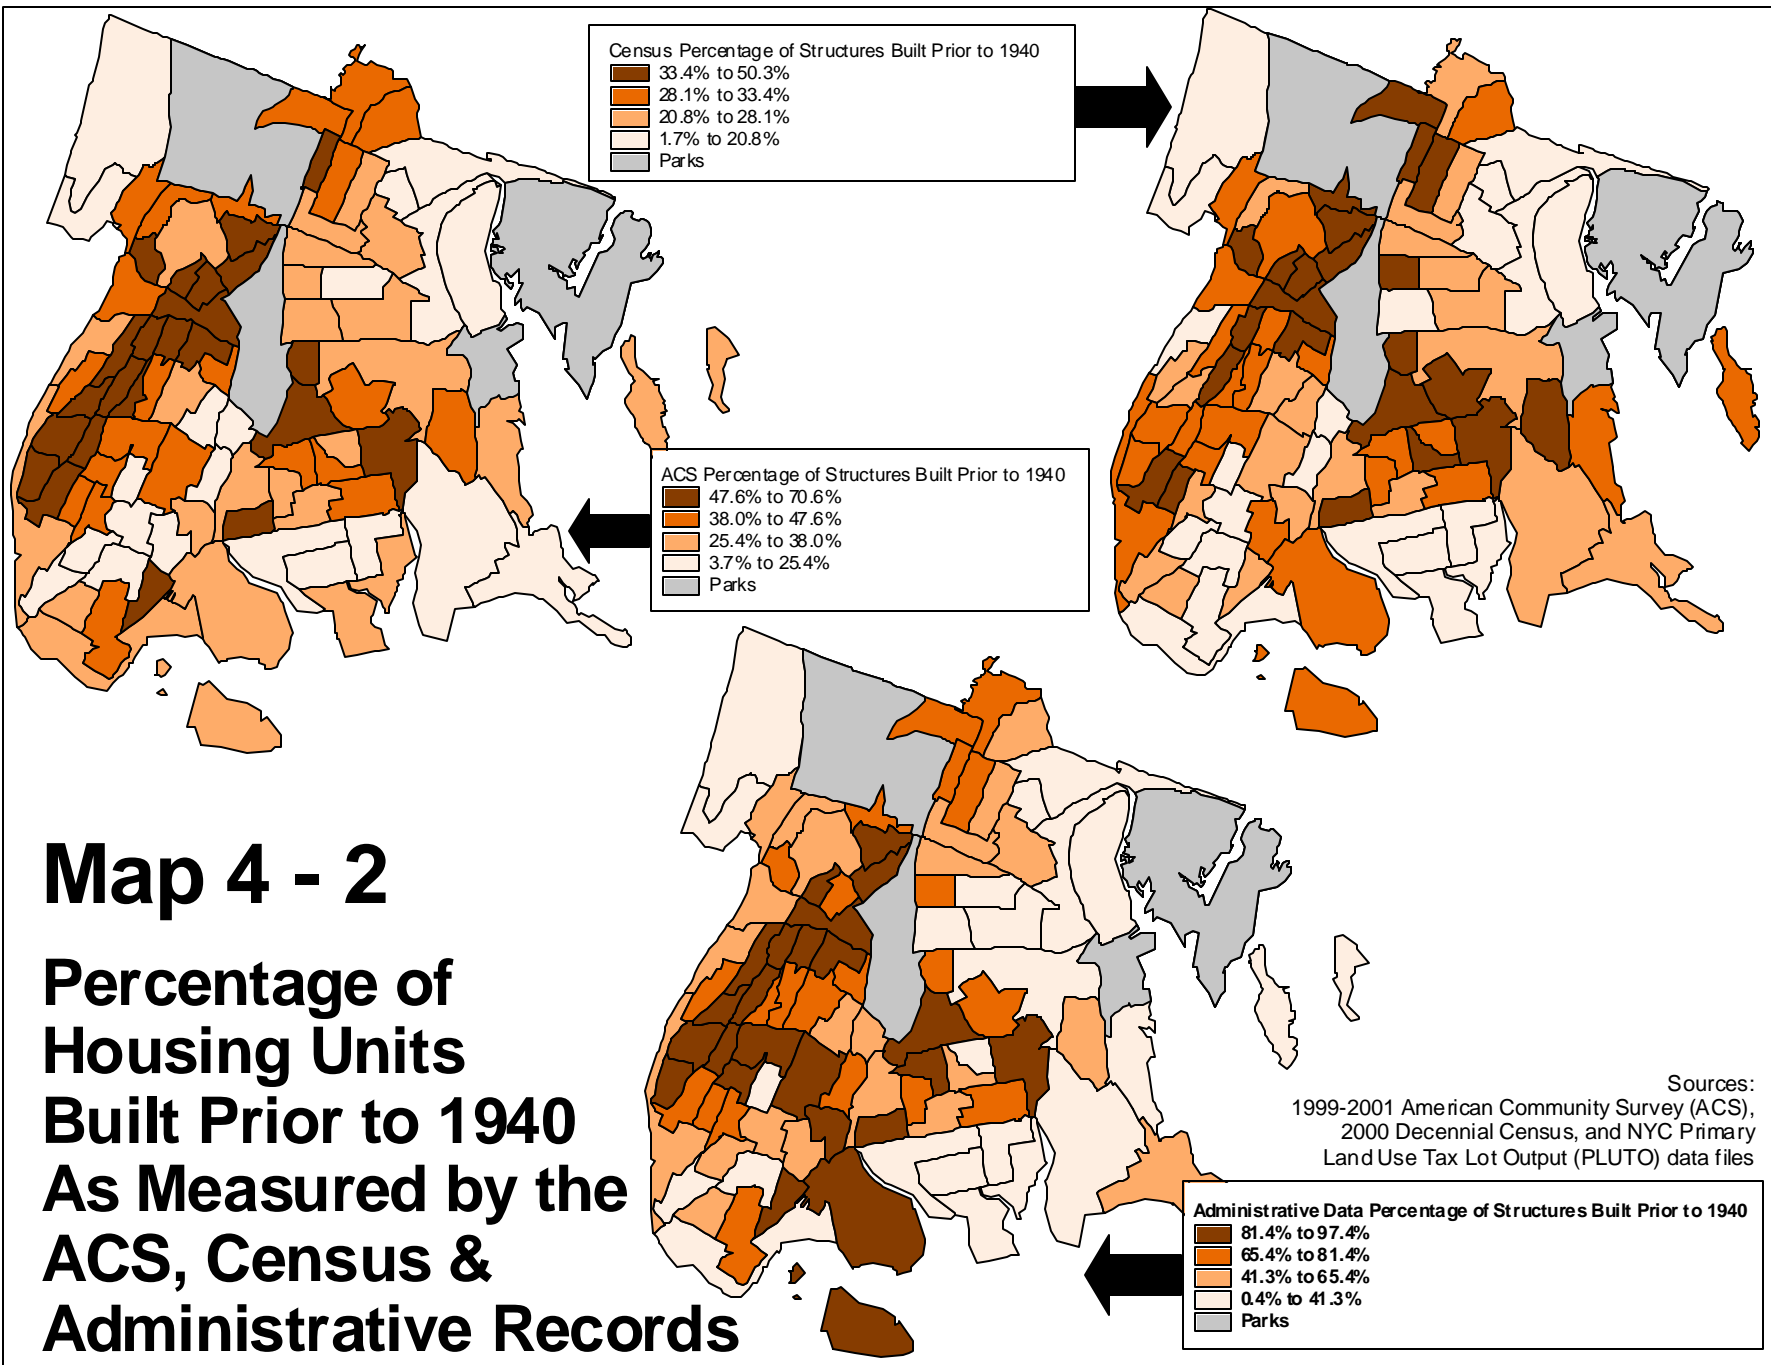 Census Percentage of Structures Built Prior to 1940
33.4% to 50.3%
28.1% to 33.4%
20.8% to 28.1%
1.7% to 20.8%
Parks
ACS Percentage of Structures Built Prior to 1940
47.6% to 70.6%
38.0% to 47.6%
25.4% to 38.0%
3.7% to 25.4%
Parks
Map 4 - 2
Percentage of
Housing Units
Built Prior to 1940
As Measured by the
ACS, Census &
Administrative Records
Sources:
1999-2001 American Community Survey (ACS),
2000 Decennial Census, and NYC Primary
Land Use Tax Lot Output (PLUTO) data files
Administrative Data Percentage of Structures Built Prior to 1940
81.4% to 97.4%
65.4% to 81.4%
41.3% to 65.4%
0.4% to 41.3%
Parks